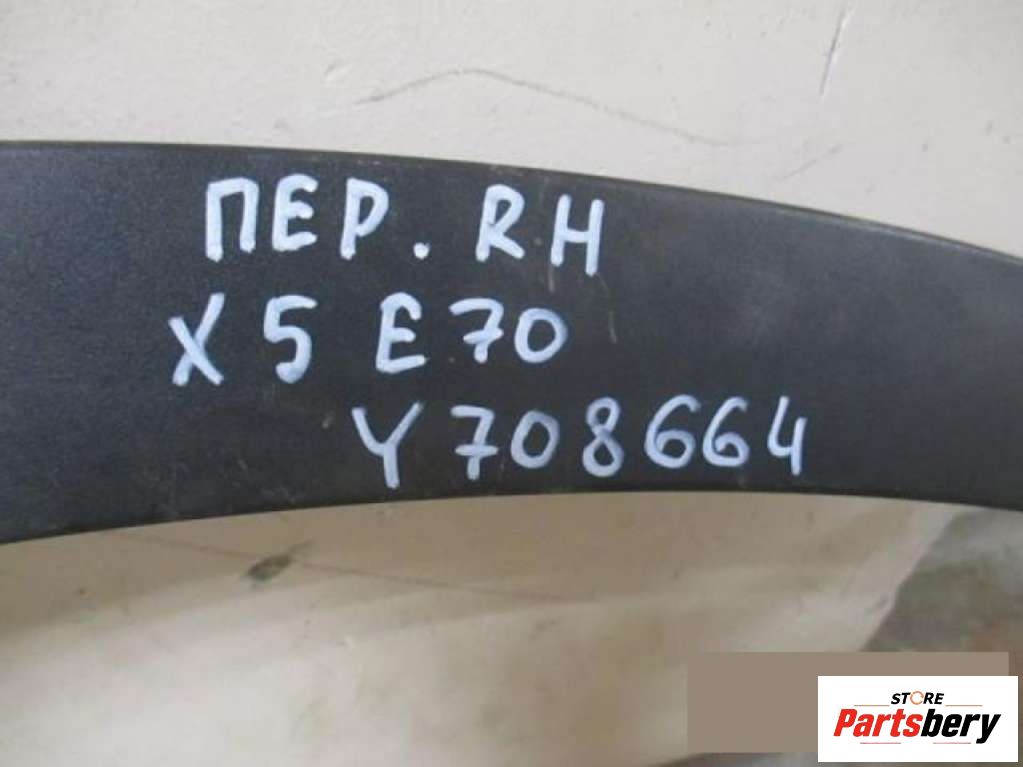 ПЕР. RH
X5 E70
Y708664
STORE
Partsbery